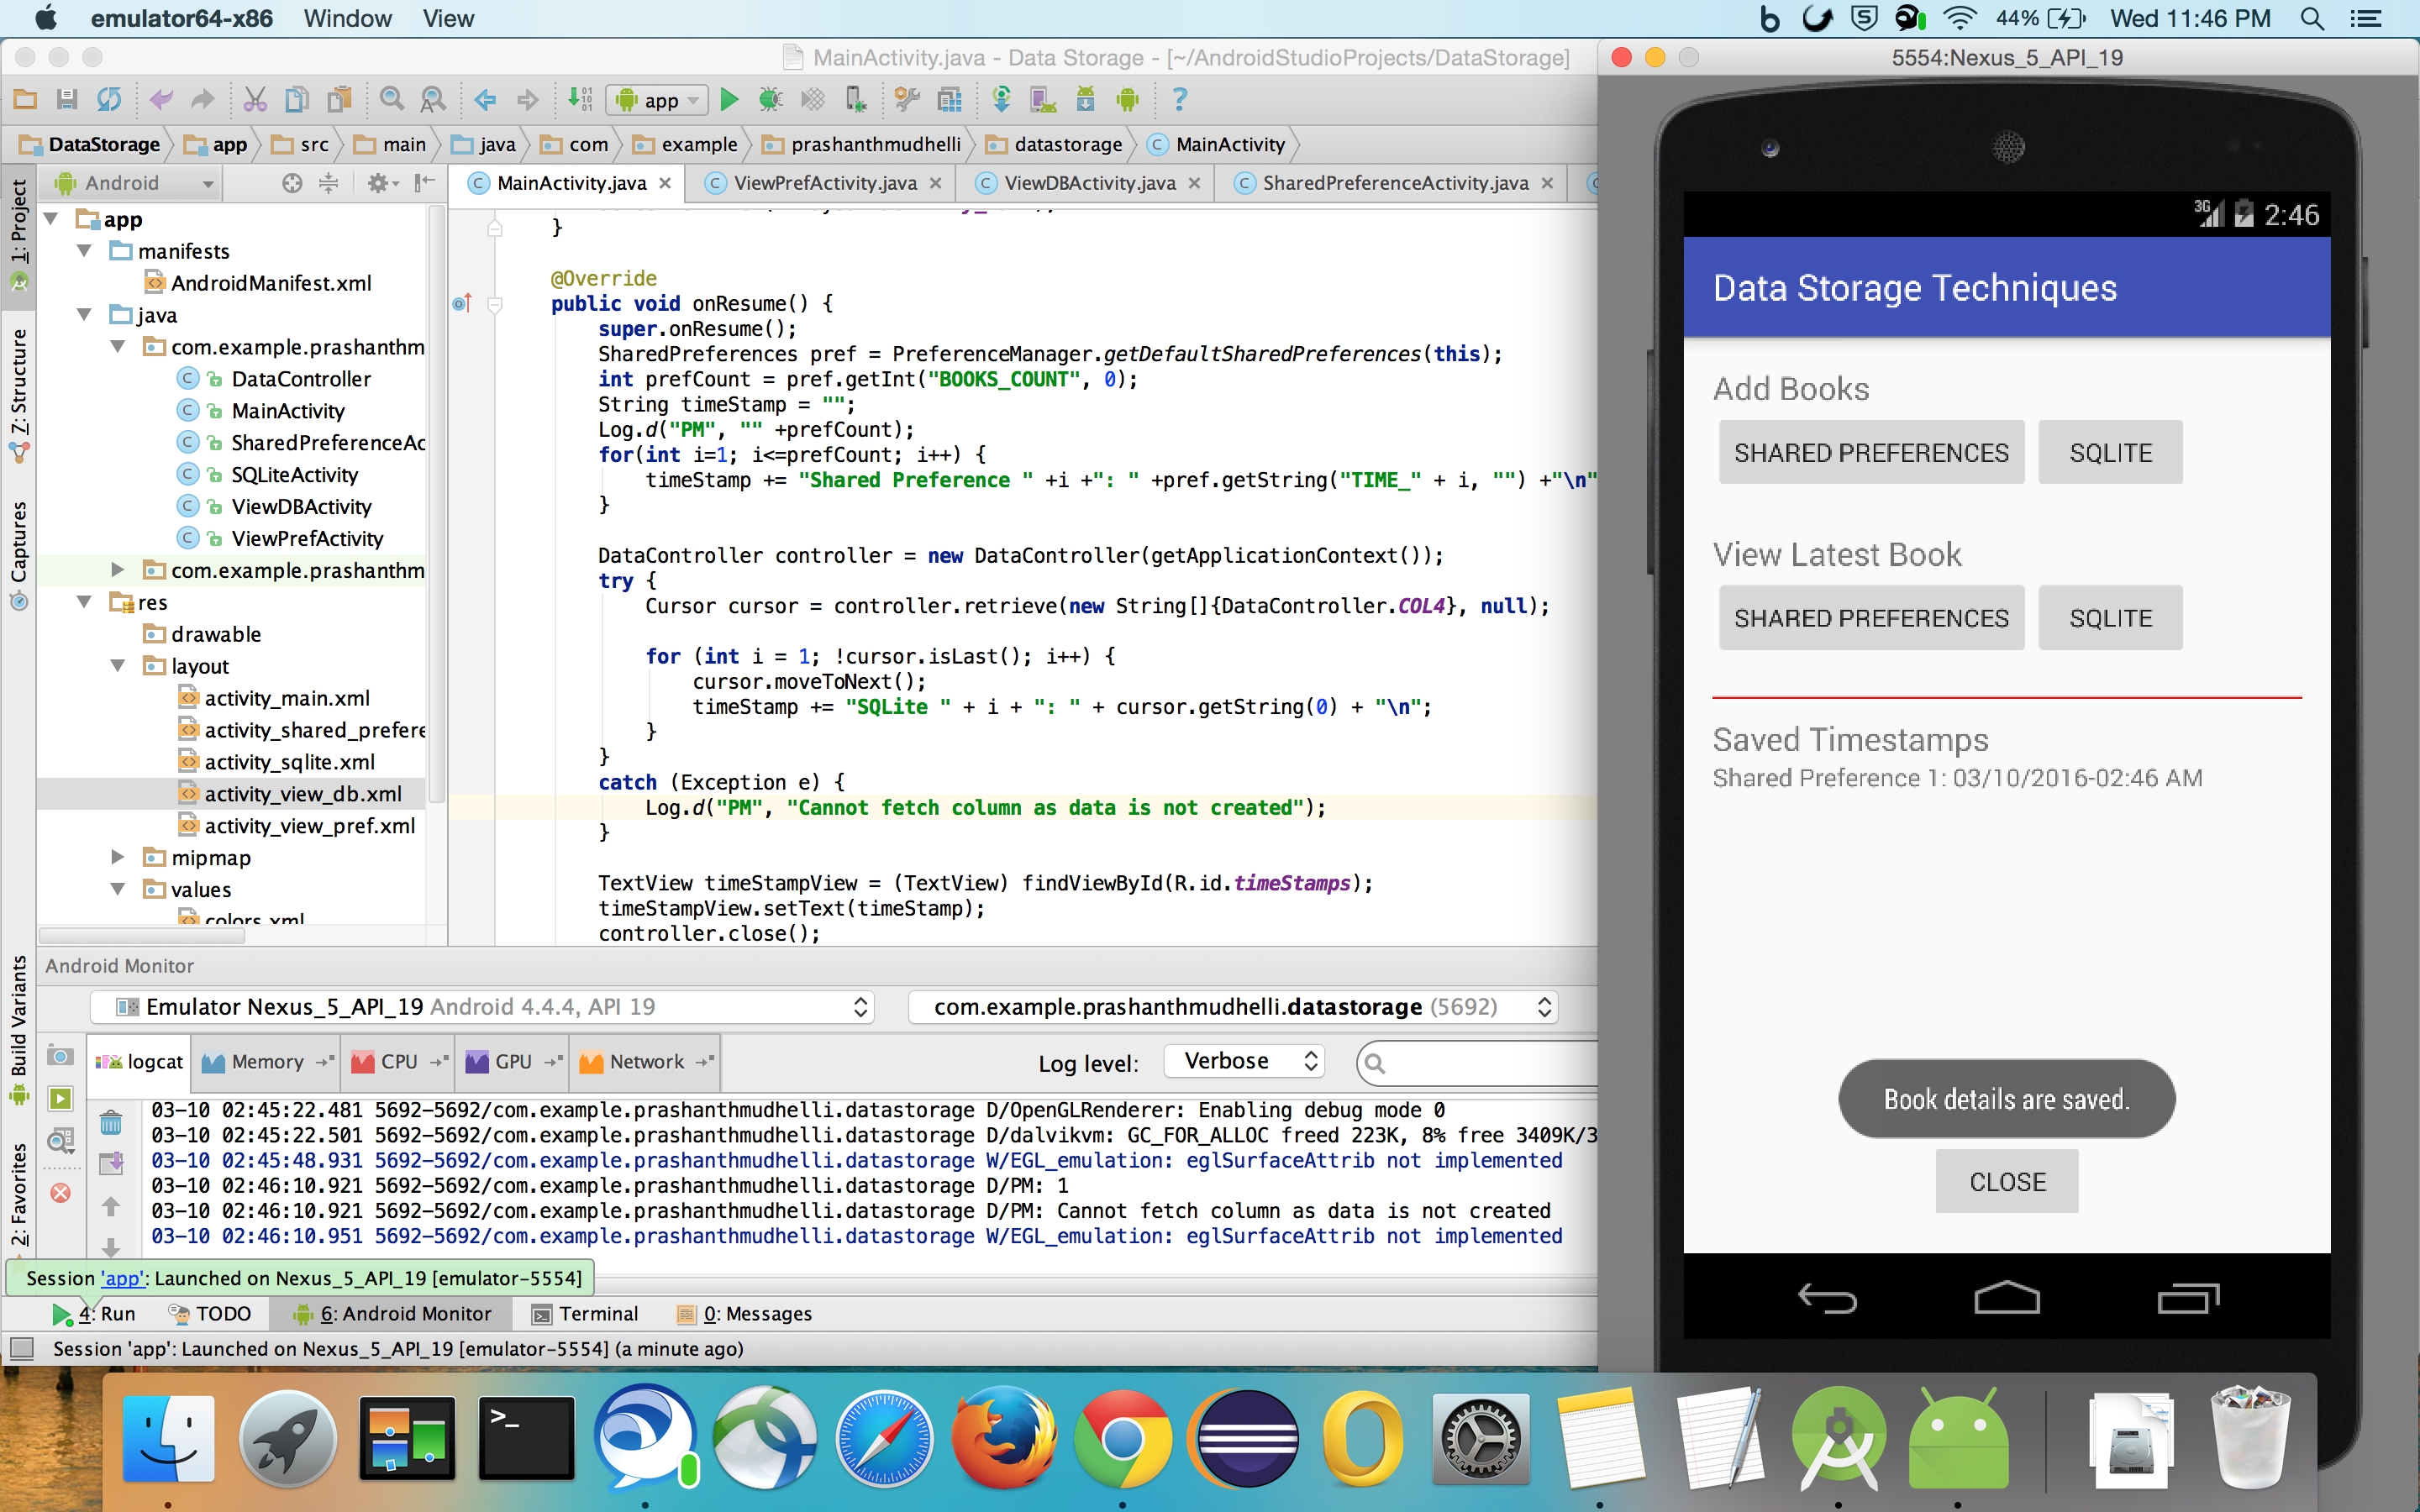 emulator64-x86 Window View
44% Wed 11:46 PM
MainActivity.java - Data Storage - [~/AndroidStudioProjects/DataStorage]
app
DataStorage app src main java com example prashanthmudhelli datastorage MainActivity
Android
MainActivity.java ViewPrefActivity.java ViewDBActivity.java SharedPreferenceActivity.java
1: Project
7: Structure
Captures
Build Variants
2: Favorites
app
manifests
AndroidManifest.xml
java
com.example.prashanthm
DataController
MainActivity
SharedPreferenceAc
SQLiteActivity
ViewDBActivity
ViewPrefActivity
com.example.prashanthm
res
drawable
layout
activity_main.xml
activity_shared_prefere
activity_sqlite.xml
activity_view_db.xml
activity_view_pref.xml
mipmap
values
colors.xml
}
@Override
public void onResume() {
super.onResume();
SharedPreferences pref = PreferenceManager.getDefaultSharedPreferences(this);
int prefCount = pref.getInt("BOOKS_COUNT", 0);
String timeStamp = "";
Log.d("PM", "" +prefCount);
for(int i=1; i<=prefCount; i++) {
timeStamp += "Shared Preference " +i +": " +pref.getString("TIME_" + i, "") +"\n"
}
DataController controller = new DataController(getApplicationContext());
try {
Cursor cursor = controller.retrieve(new String[]{DataController.COL4}, null);
for (int i = 1; !cursor.isLast(); i++) {
cursor.moveToNext();
timeStamp += "SQLite " + i + ": " + cursor.getString(0) + "\n";
}
}
catch (Exception e) {
Log.d("PM", "Cannot fetch column as data is not created");
}
TextView timeStampView = (TextView) findViewById(R.id.timeStamps);
timeStampView.setText(timeStamp);
controller.close();
Android Monitor
Emulator Nexus_5_API_19 Android 4.4.4, API 19
com.example.prashanthmudhelli.datastorage (5692)
logcat Memory CPU GPU Network Log level: Verbose
03-10 02:45:22.481 5692-5692/com.example.prashanthmudhelli.datastorage D/OpenGLRenderer: Enabling debug mode 0
03-10 02:45:22.501 5692-5692/com.example.prashanthmudhelli.datastorage D/dalvikvm: GC_FOR_ALLOC freed 223K, 8% free 3409K/3
03-10 02:45:48.931 5692-5692/com.example.prashanthmudhelli.datastorage W/EGL_emulation: eglSurfaceAttrib not implemented
03-10 02:46:10.921 5692-5692/com.example.prashanthmudhelli.datastorage D/PM: 1
03-10 02:46:10.921 5692-5692/com.example.prashanthmudhelli.datastorage D/PM: Cannot fetch column as data is not created
03-10 02:46:10.951 5692-5692/com.example.prashanthmudhelli.datastorage W/EGL_emulation: eglSurfaceAttrib not implemented
Session 'app': Launched on Nexus_5_API_19 [emulator-5554]
4: Run TODO 6: Android Monitor Terminal 0: Messages
Session 'app': Launched on Nexus_5_API_19 [emulator-5554] (a minute ago)
5554:Nexus_5_API_19
3G 2:46
Data Storage Techniques
Add Books
SHARED PREFERENCES SQLITE
View Latest Book
SHARED PREFERENCES SQLITE
Saved Timestamps
Shared Preference 1: 03/10/2016-02:46 AM
Book details are saved.
CLOSE